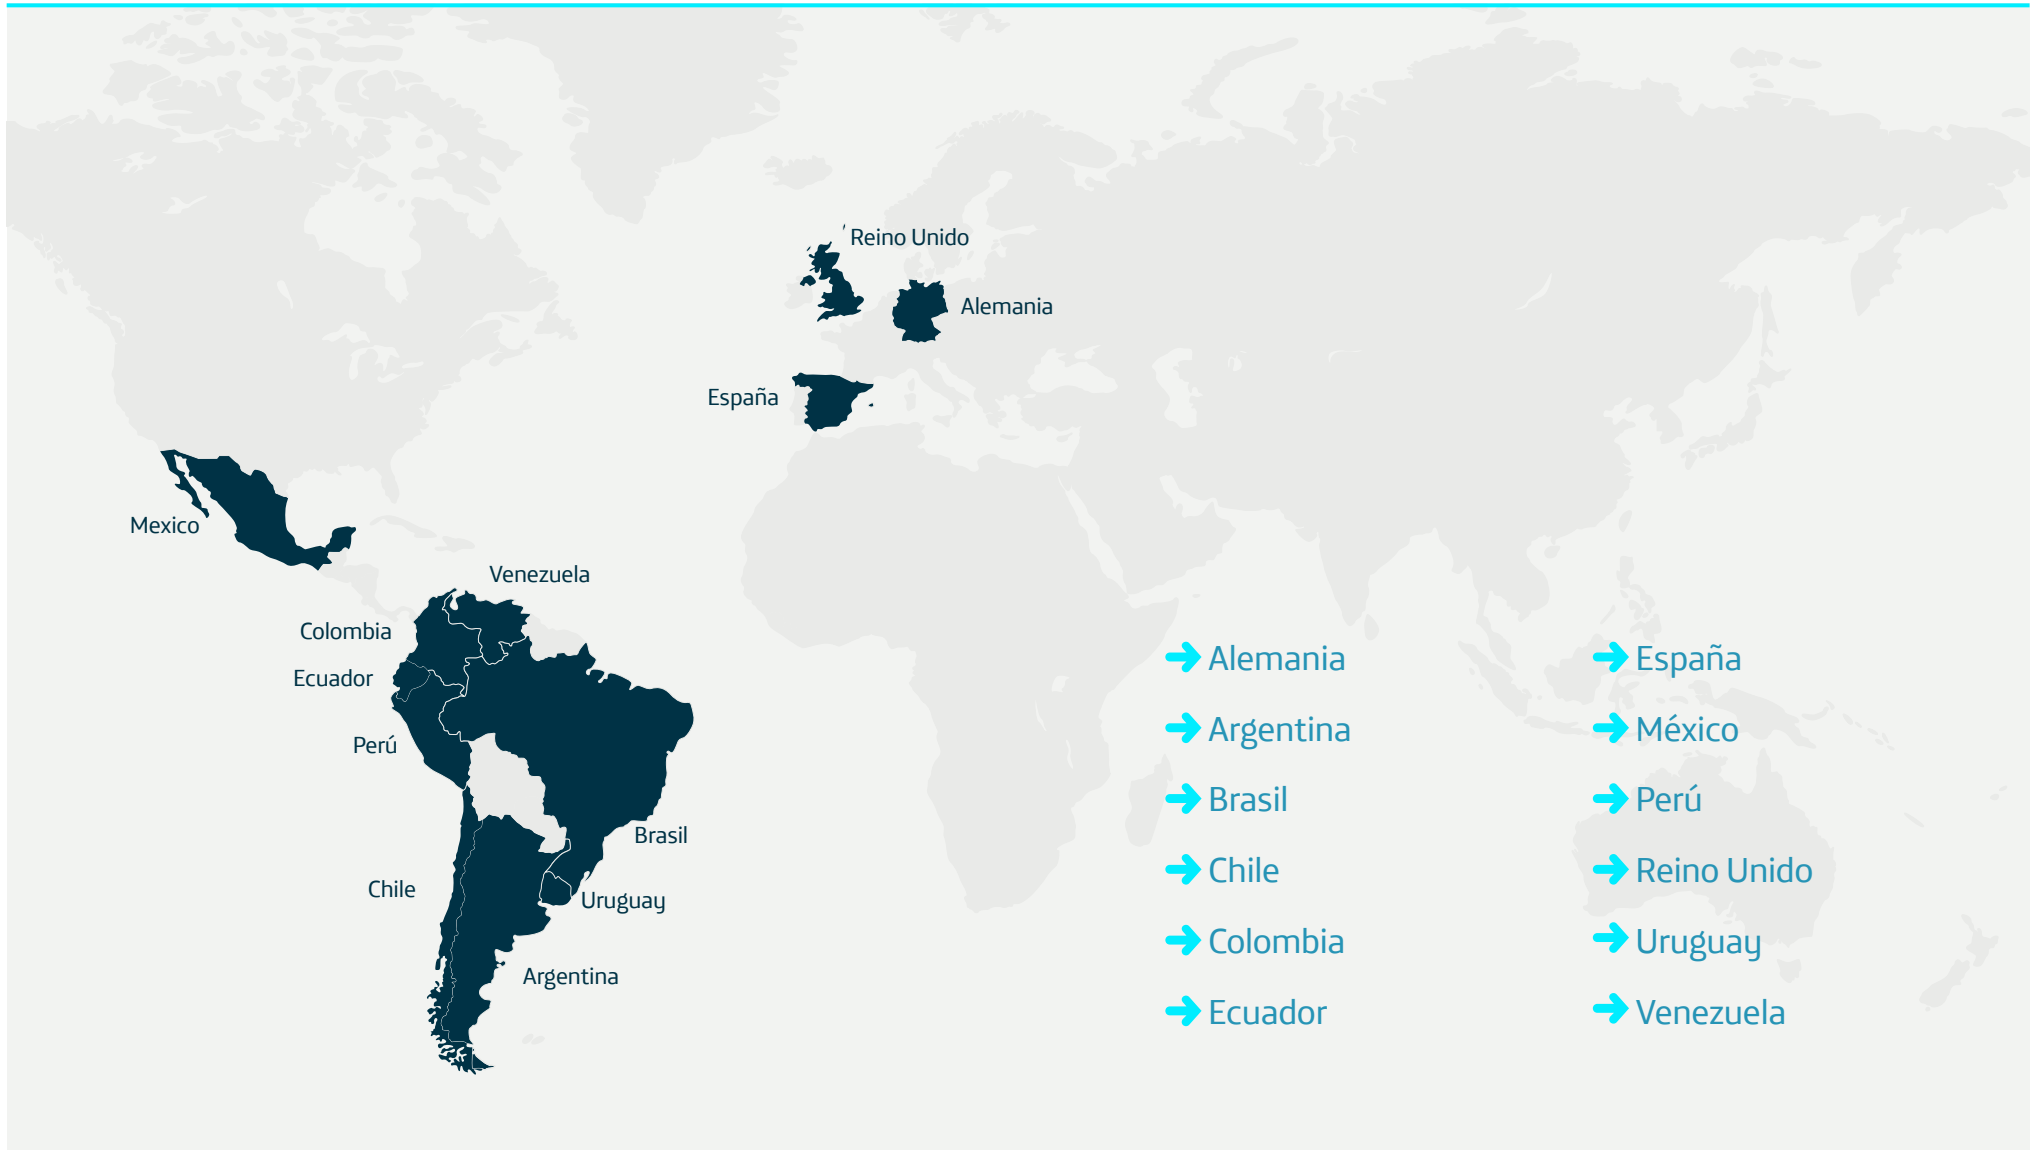 Reino Unido
Alemania
España
Mexico
Venezuela
Colombia
Ecuador
Perú
Brasil
Chile
Uruguay
Argentina
Alemania
Argentina
Brasil
Chile
Colombia
Ecuador
España
México
Perú
Reino Unido
Uruguay
Venezuela